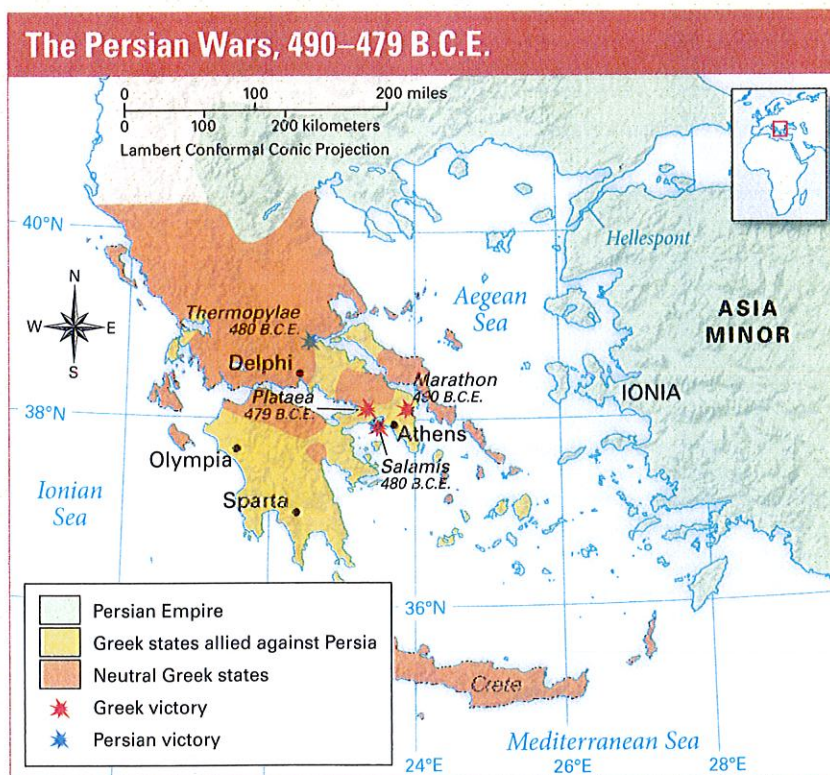 The Persian Wars, 490–479 B.C.E.
0 100 200 miles
0 100 200 kilometers
Lambert Conformal Conic Projection
40°N
Hellespont
N
W E
S
Aegean
Sea
ASIA
MINOR
Thermopylae
480 B.C.E.
Delphi
Marathon
490 B.C.E.
Plataea
479 B.C.E.
IONIA
38°N
Athens
Olympia
Salamis
480 B.C.E.
Ionian
Sea
Sparta
Persian Empire
Greek states allied against Persia
Neutral Greek states
Greek victory
Persian victory
36°N
Crete
Mediterranean Sea
24°E 26°E 28°E